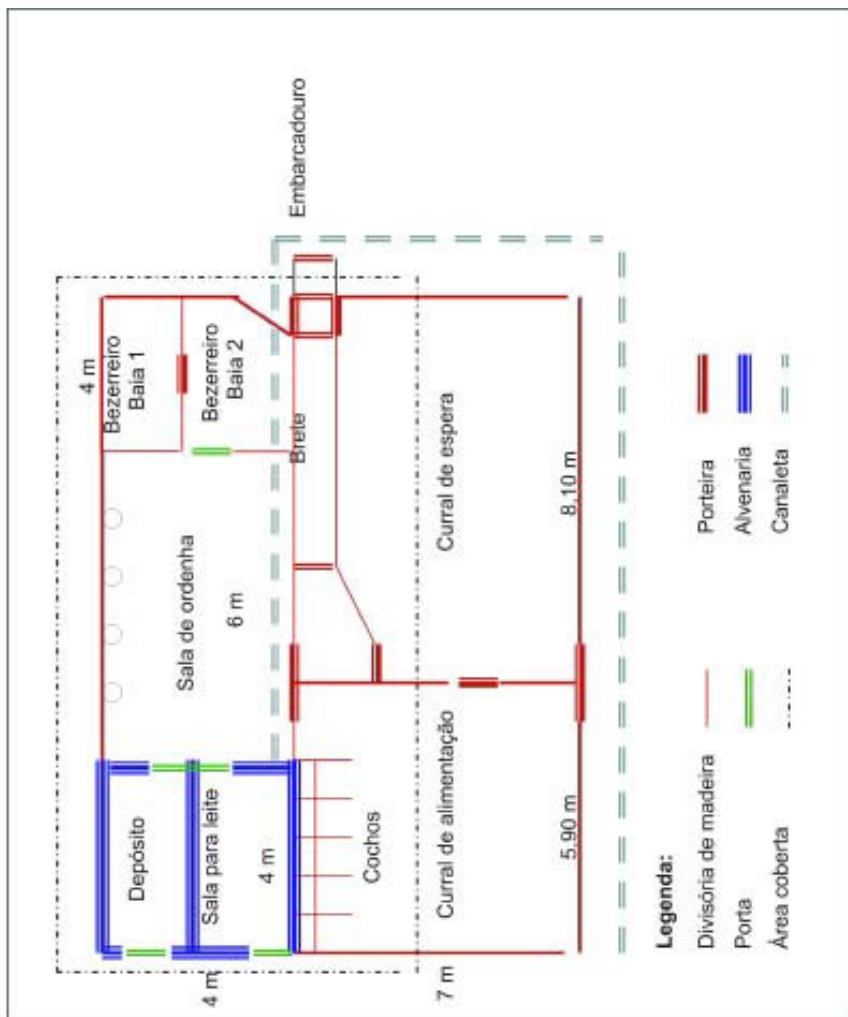 Embarcadouro
4 m
Bezerreiro
Baia 1
Bezerreiro
Baia 2
Brete
Sala de ordenha
6 m
Depósito
Sala para leite
4 m
4 m
Cochos
Curral de espera
8,10 m
Curral de alimentação
5,90 m
7 m
Legenda:
Divisória de madeira
Porta
Área coberta
Porteira
Alvenaria
Canaleta